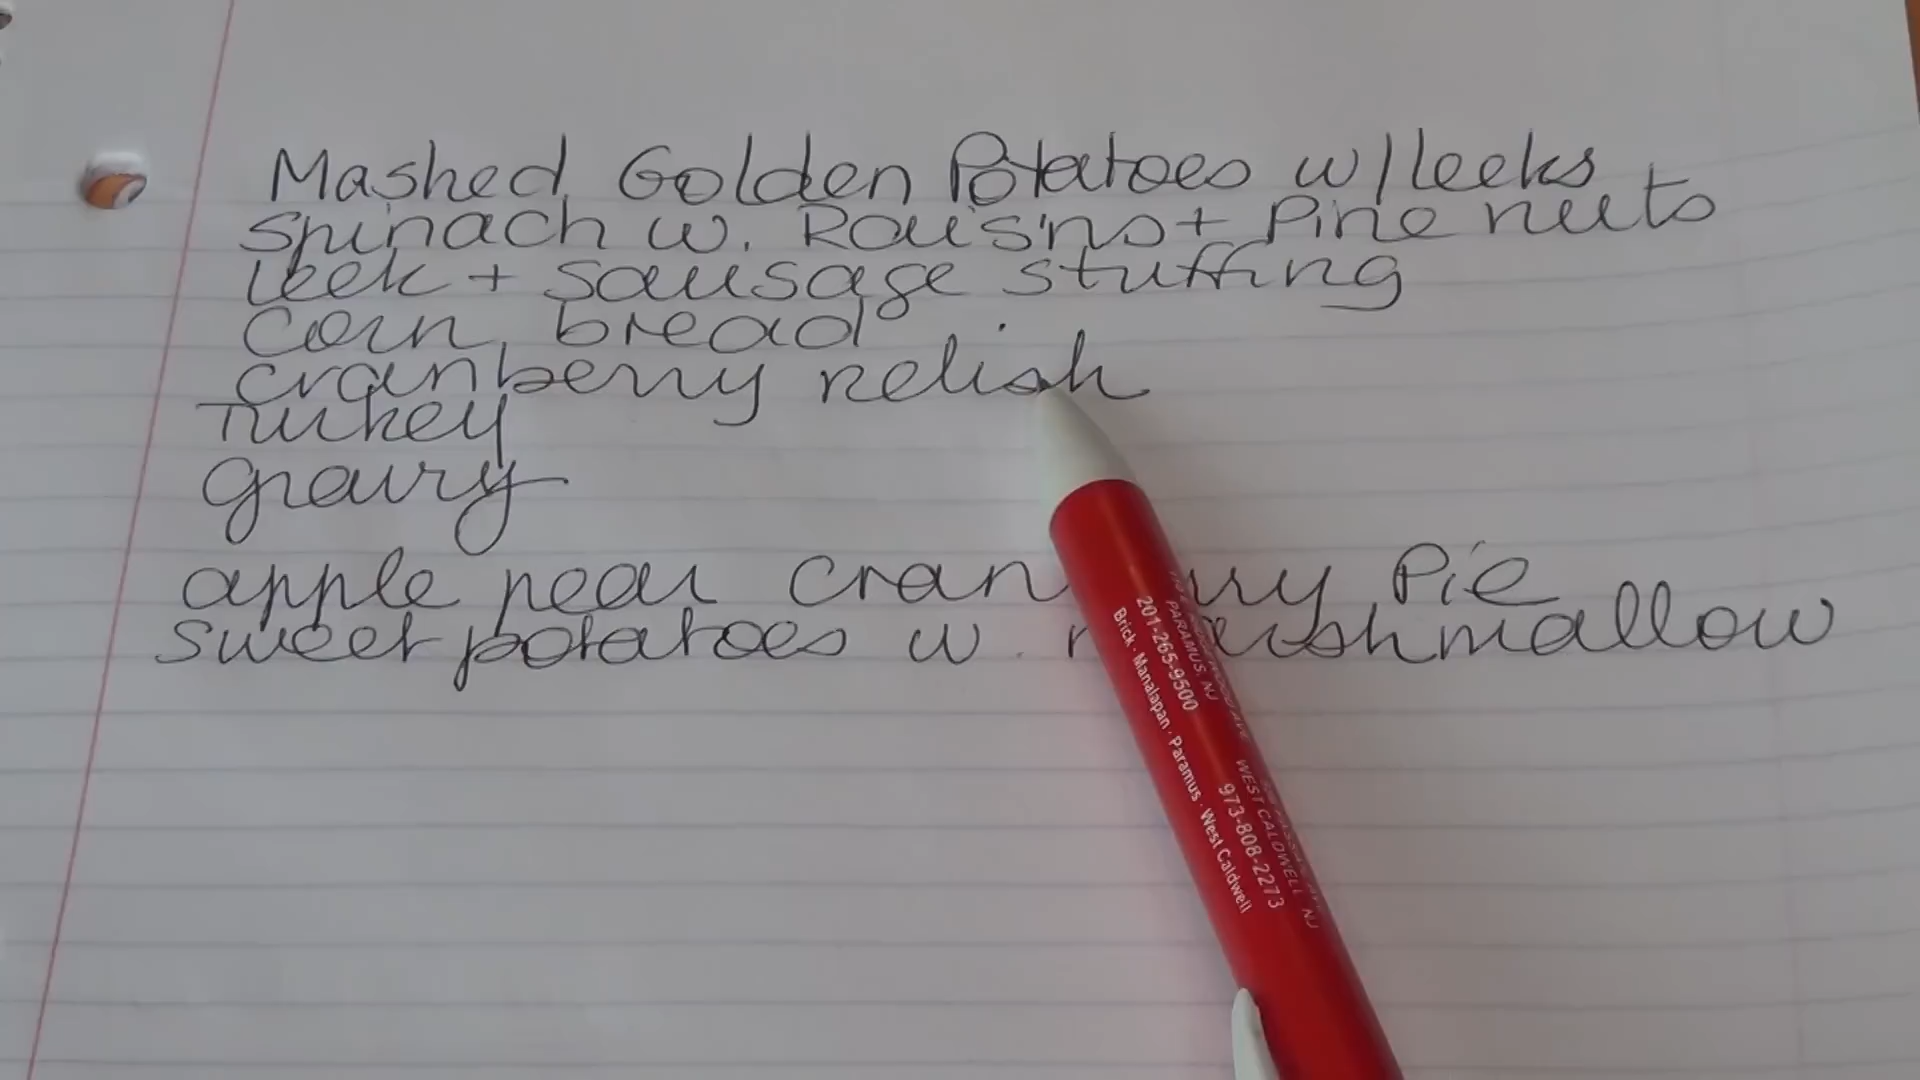 Mashed Golden Potatoes w/leeks
Spinach w. Raisins + Pine nuts
leek + sausage stuffing
corn bread
cranberry relish
Turkey
gravy
apple pear cran rry Pie
sweet potatoes w. marshmallow
PARAMUS, NJ
201-265-9500
Brick · Manalapan · Paramus · West Caldwell
WEST CALDWELL, NJ
973-808-2273